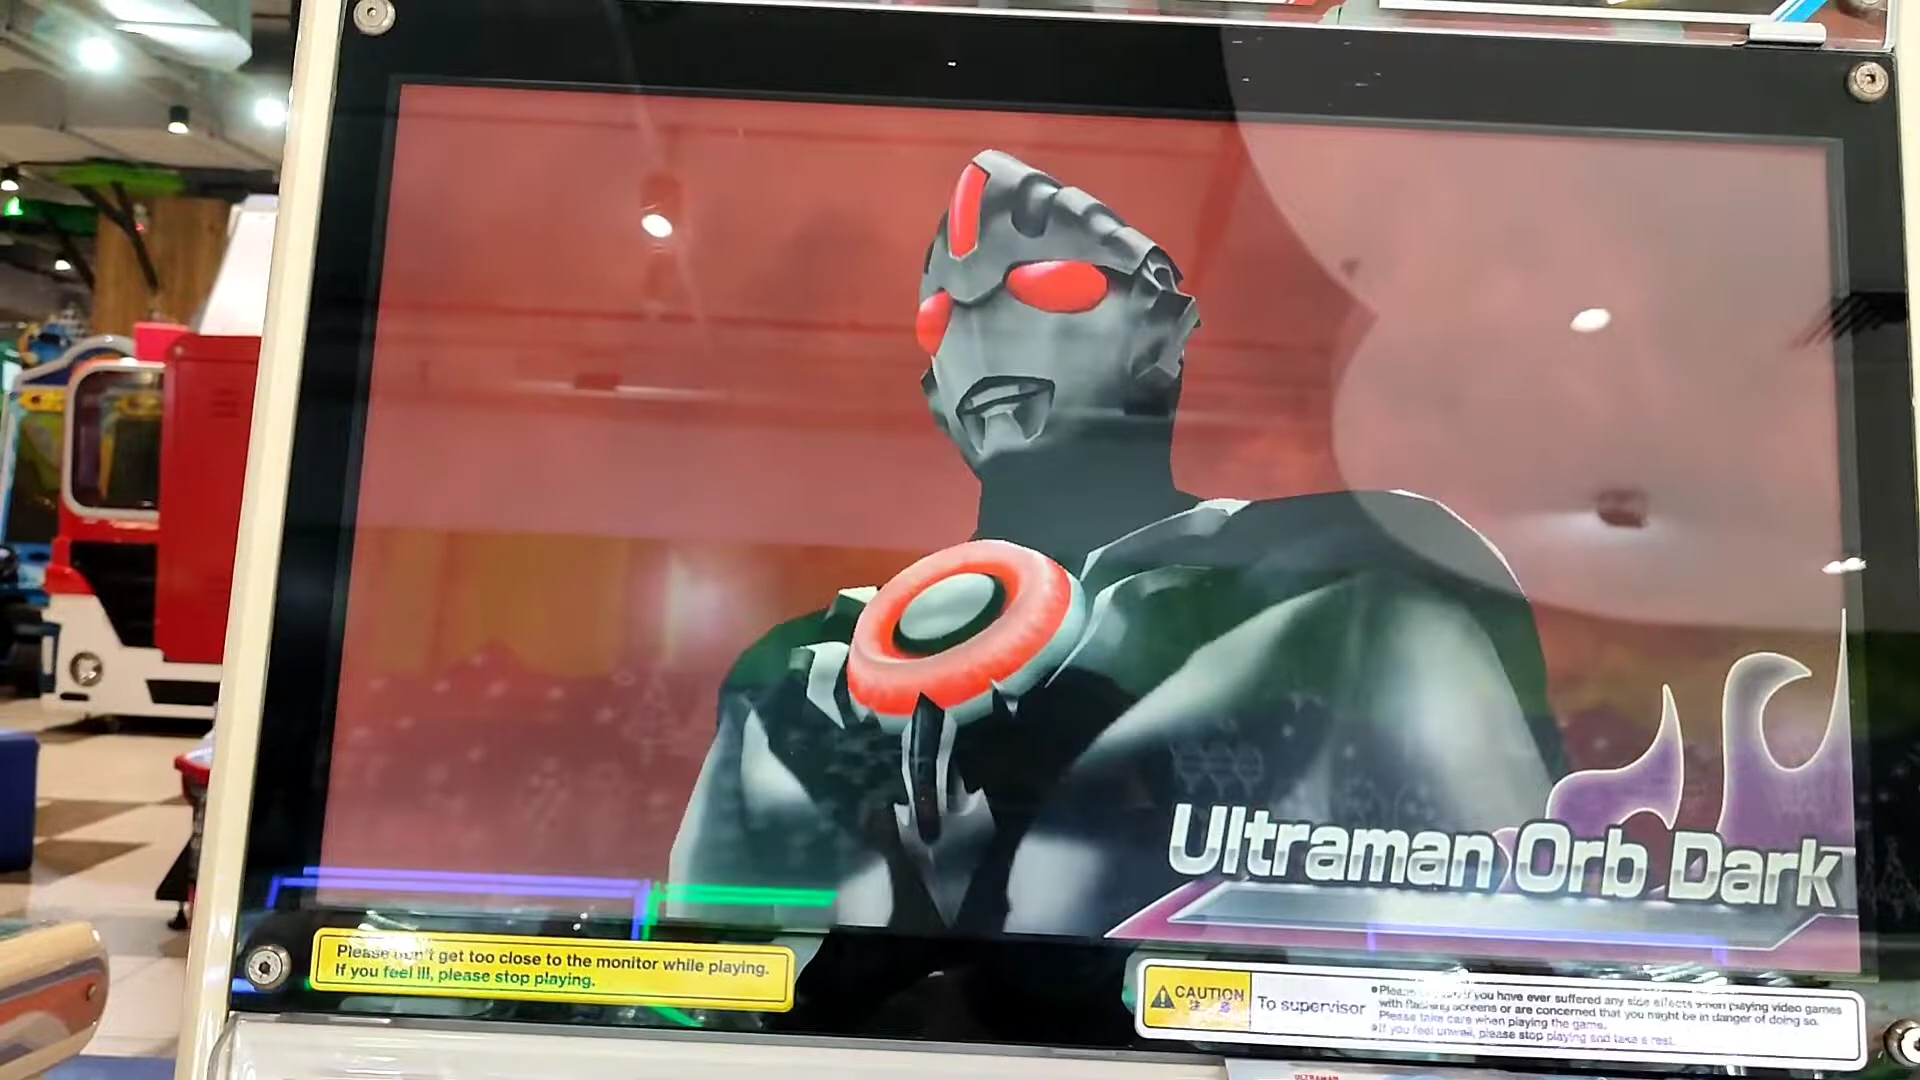 Ultraman Orb Dark
Please don't get too close to the monitor while playing.
If you feel ill, please stop playing.
CAUTION
注 意
To supervisor
you have ever suffered any side effects when playing video games
with flashing screens or are concerned that you might be in danger of doing so.
Please take care when playing the game.
●If you feel unwell, please stop playing and take a rest.
ULTRAMAN